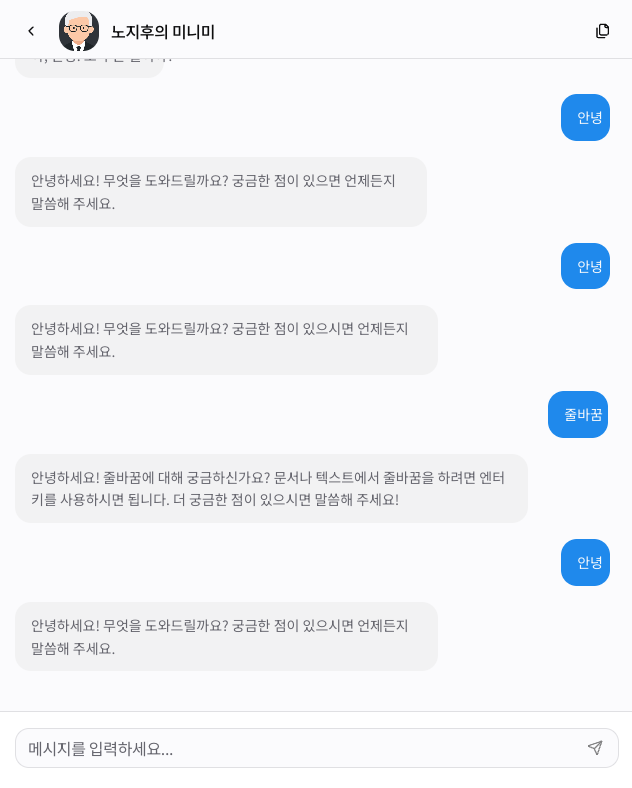 노지후의 미니미
안녕
안녕하세요! 무엇을 도와드릴까요? 궁금한 점이 있으면 언제든지
말씀해 주세요.
안녕
안녕하세요! 무엇을 도와드릴까요? 궁금한 점이 있으시면 언제든지
말씀해 주세요.
줄바꿈
안녕하세요! 줄바꿈에 대해 궁금하신가요? 문서나 텍스트에서 줄바꿈을 하려면 엔터
키를 사용하시면 됩니다. 더 궁금한 점이 있으시면 말씀해 주세요!
안녕
안녕하세요! 무엇을 도와드릴까요? 궁금한 점이 있으시면 언제든지
말씀해 주세요.
메시지를 입력하세요...